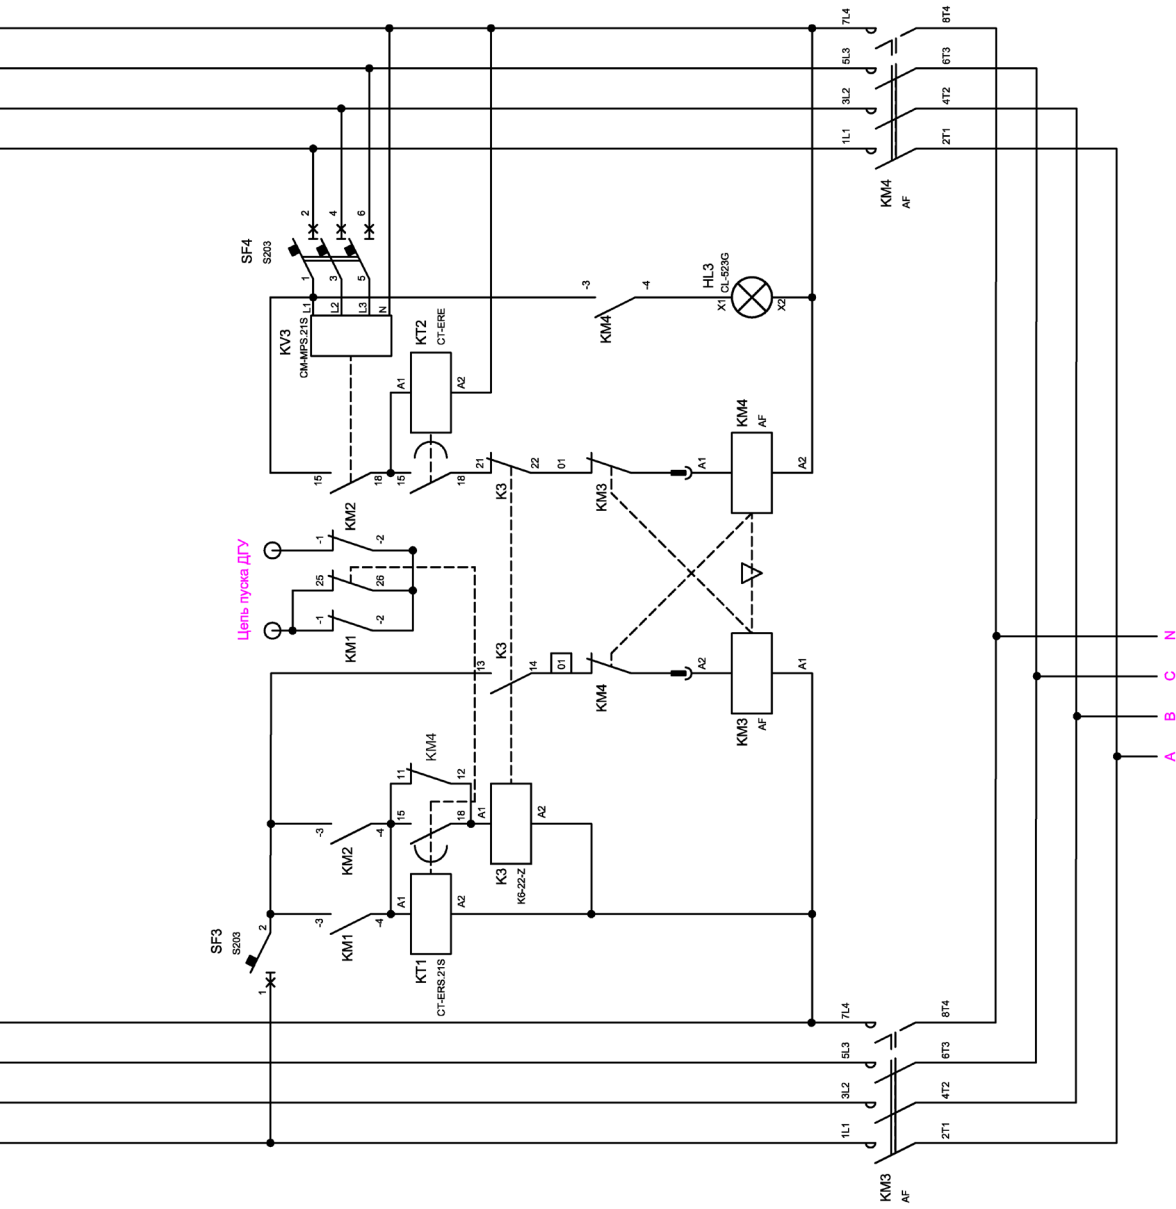 7L4
8T4
5L3
6T3
3L2
4T2
1L1
2T1
KM4
AF
SF4
S203
2
4
6
1
3
5
L1
L2
L3
N
KV3
CM-MPS.21S
KT2
CT-ERE
A1
A2
-3
-4
KM4
HL3
CL-523G
X1
X2
15
18
KM2
15
18
21
22
K3
01
KM3
A1
KM4
AF
A2
Цепь пуска ДГУ
-1
-2
25
26
-1
-2
KM1
13
14
K3
01
KM4
A2
A1
KM3
AF
N
C
B
A
KM4
11
12
-3
-4
KM2
15
18
A1
A2
K3
K6-22-Z
SF3
S203
2
1
-3
-4
KM1
A1
A2
KT1
CT-ERS.21S
7L4
8T4
5L3
6T3
3L2
4T2
1L1
2T1
KM3
AF